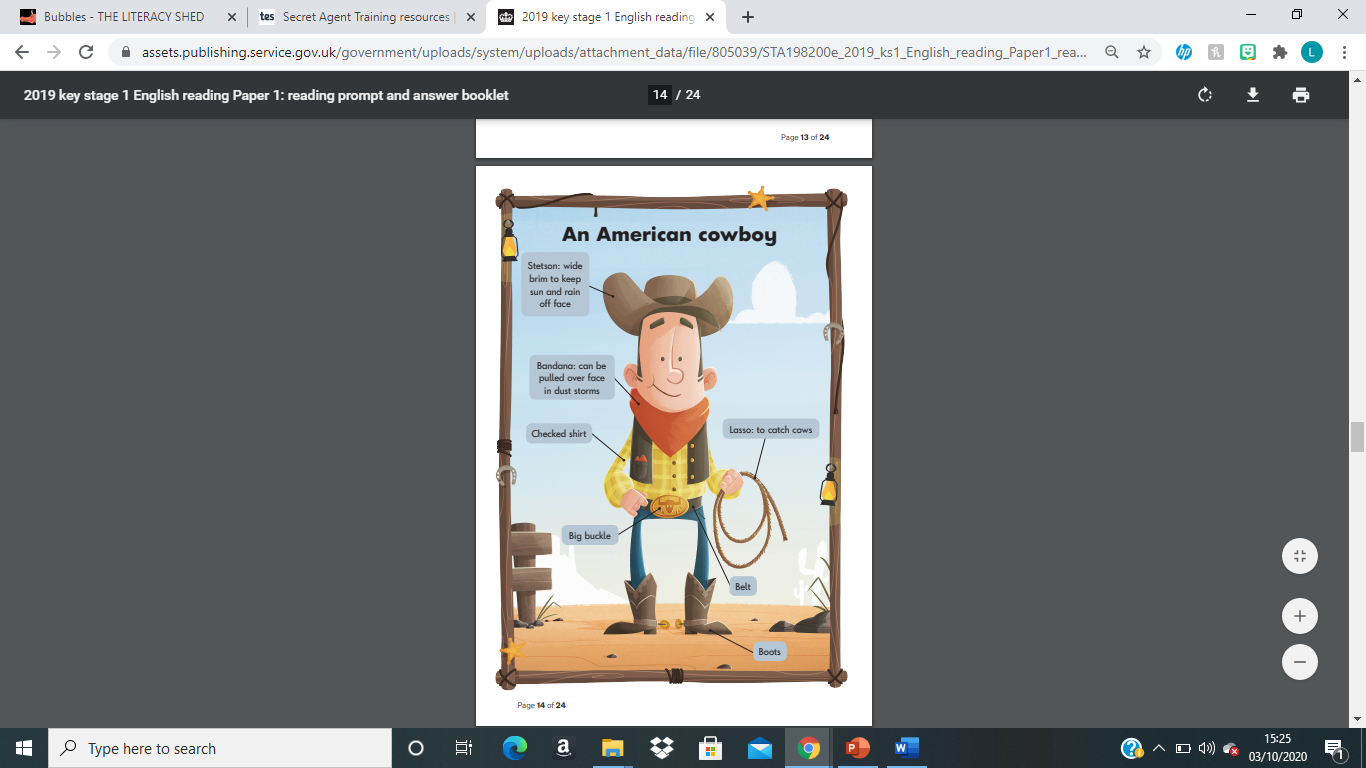 Bubbles - THE LITERACY SHED
tes
Secret Agent Training resources
2019 key stage 1 English reading
assets.publishing.service.gov.uk/government/uploads/system/uploads/attachment_data/file/805039/STA198200e_2019_ks1_English_reading_Paper1_rea...
L
2019 key stage 1 English reading Paper 1: reading prompt and answer booklet
14 / 24
Page 13 of 24
An American cowboy
Stetson: wide
brim to keep
sun and rain
off face
Bandana: can be
pulled over face
in dust storms
Checked shirt
Lasso: to catch cows
Big buckle
Belt
Boots
Page 14 of 24
Type here to search
15:25
03/10/2020
1